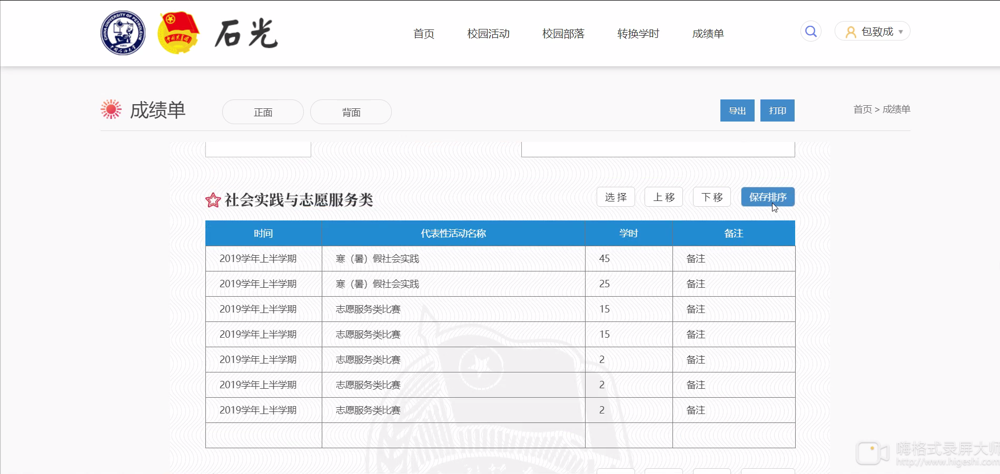 CHINA UNIVERSITY OF PETROLEUM
石光
首页 校园活动 校园部落 转换学时 成绩单
包致成
成绩单 正面 背面 导出 打印 首页 > 成绩单
社会实践与志愿服务类 选 择 上 移 下 移 保存排序
时间 代表性活动名称 学时 备注
2019学年上半学期 寒（暑）假社会实践 45 备注
2019学年上半学期 寒（暑）假社会实践 25 备注
2019学年上半学期 志愿服务类比赛 15 备注
2019学年上半学期 志愿服务类比赛 15 备注
2019学年上半学期 志愿服务类比赛 2 备注
2019学年上半学期 志愿服务类比赛 2 备注
2019学年上半学期 志愿服务类比赛 2 备注
嗨格式录屏大师
http://www.higeshi.com